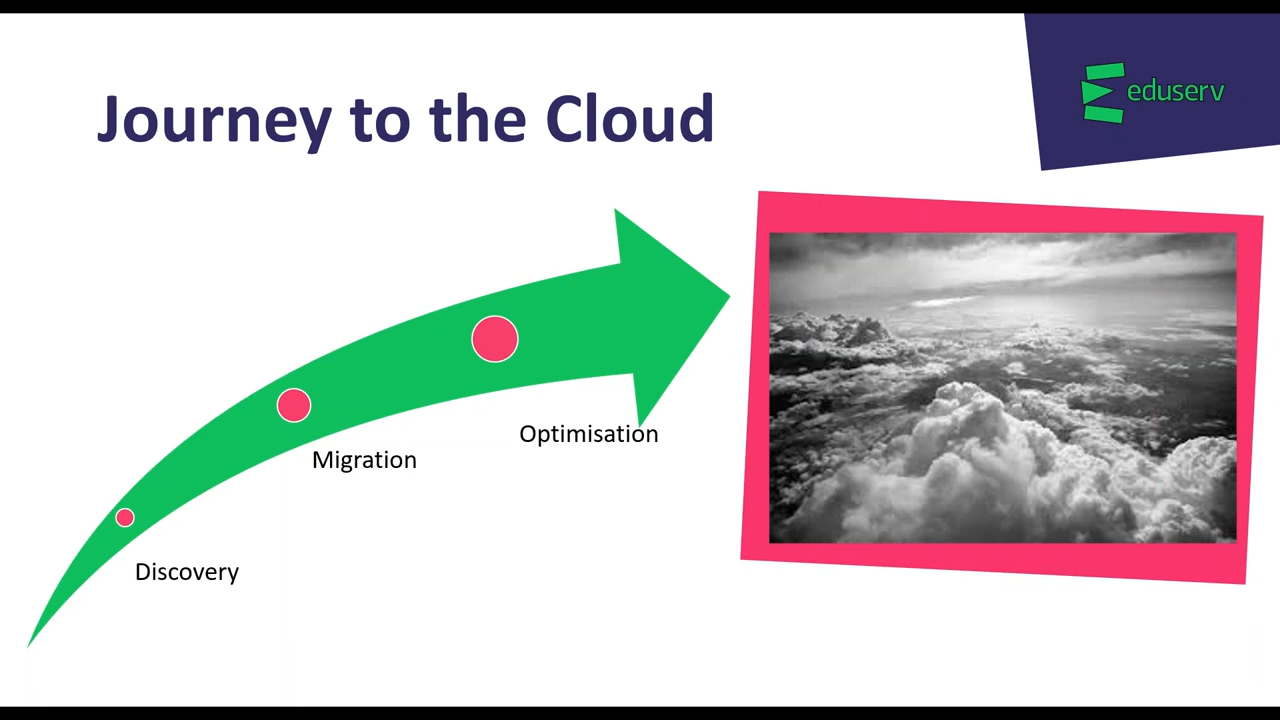 Journey to the Cloud
eduserv
Optimisation
Migration
Discovery